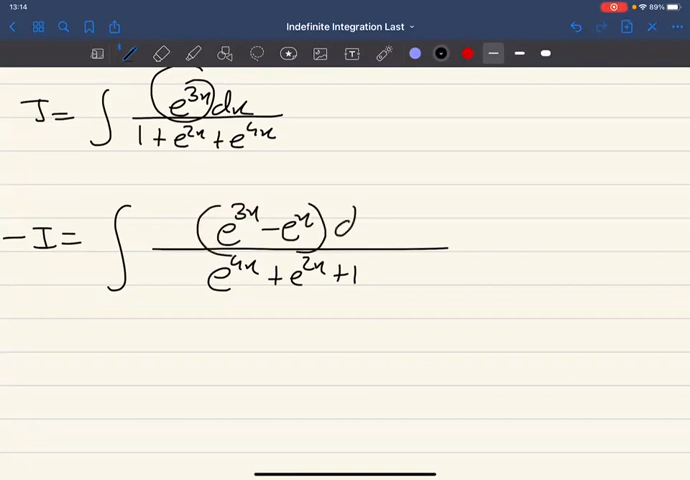 13:14
89%
Indefinite Integration Last
J = ∫ e^{3x} dx / (1 + e^{2x} + e^{4x})
- I = ∫ (e^{3x} - e^{x}) d / (e^{4x} + e^{2x} + 1)